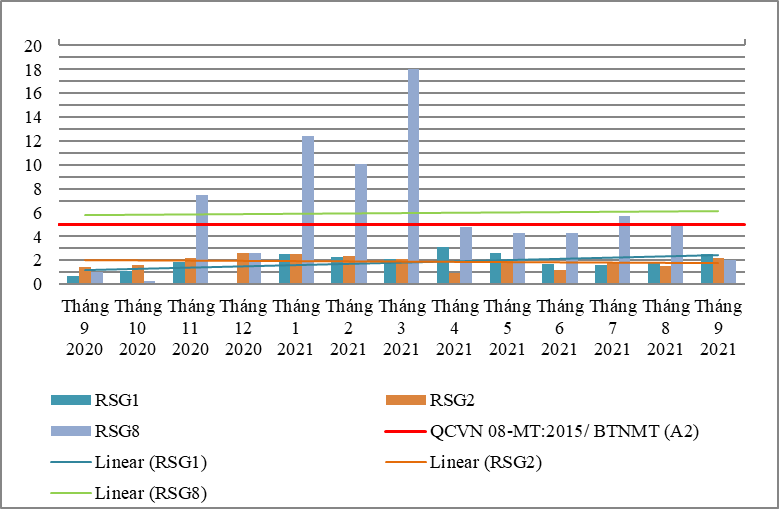 20
18
16
14
12
10
8
6
4
2
0
Tháng Tháng Tháng Tháng Tháng Tháng Tháng Tháng Tháng Tháng Tháng Tháng Tháng
9 10 11 12 1 2 3 4 5 6 7 8 9
2020 2020 2020 2020 2021 2021 2021 2021 2021 2021 2021 2021 2021
RSG1 RSG2
RSG8 QCVN 08-MT:2015/ BTNMT (A2)
Linear (RSG1) Linear (RSG2)
Linear (RSG8)